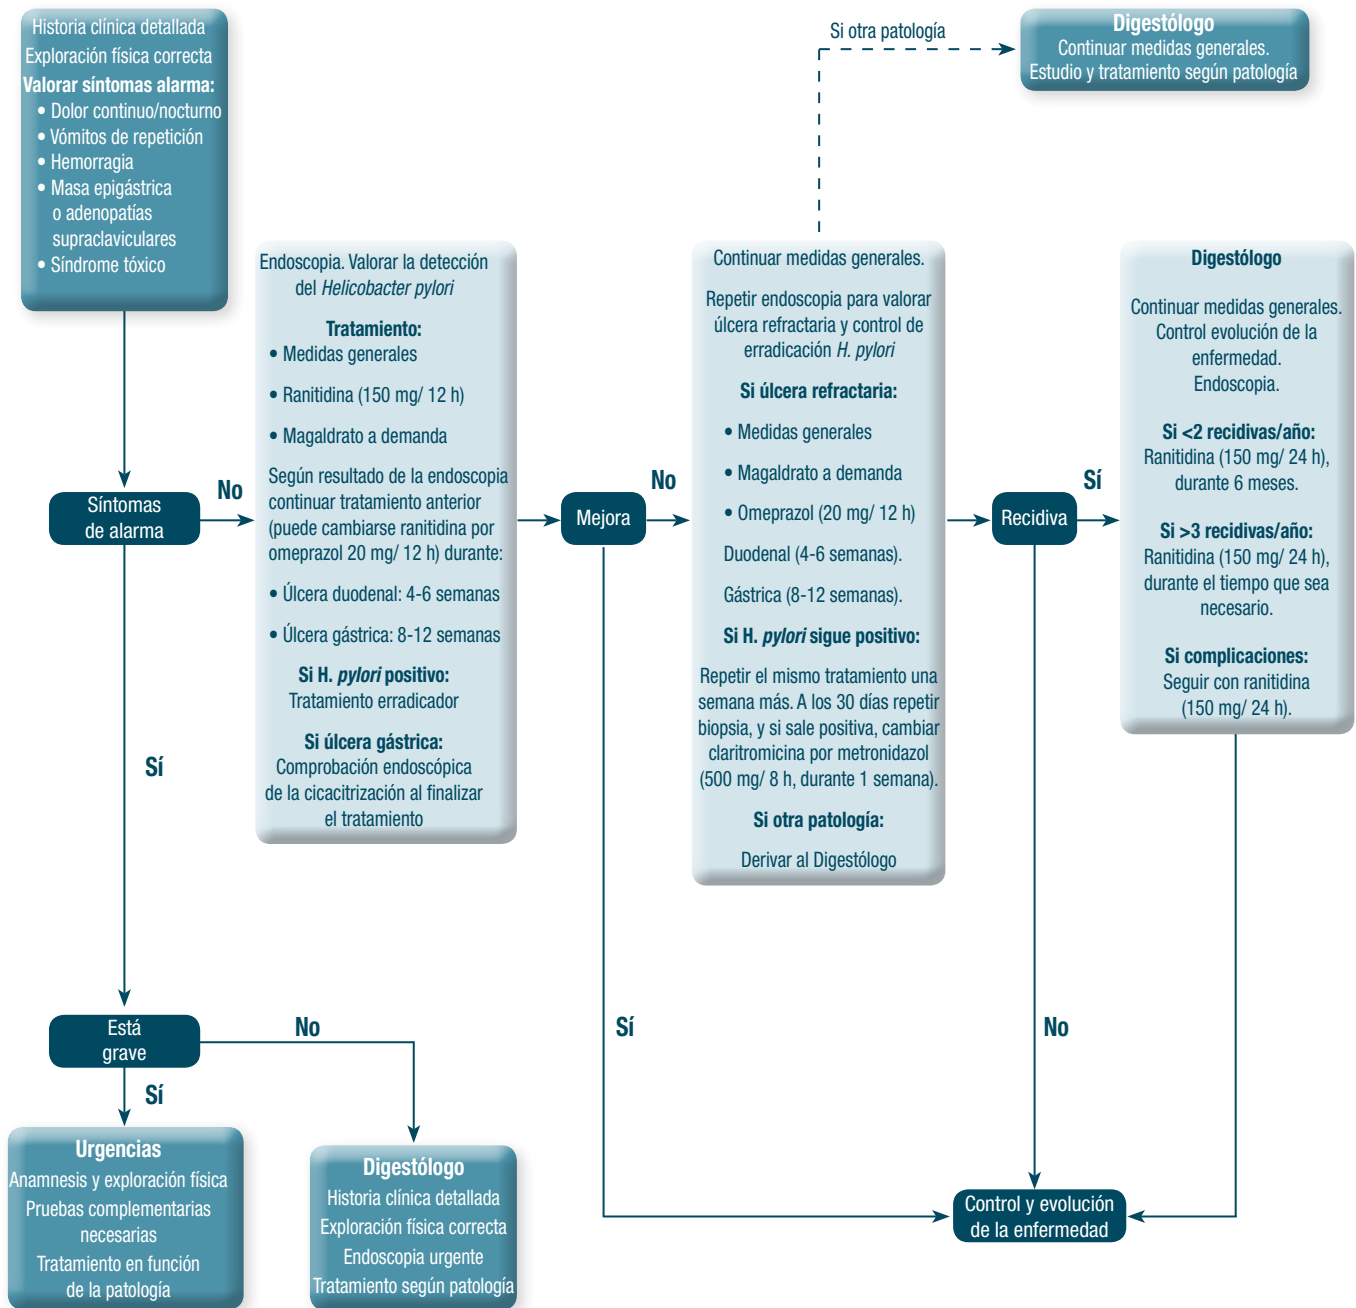 Historia clínica detallada
Exploración física correcta
Valorar síntomas alarma:
• Dolor continuo/nocturno
• Vómitos de repetición
• Hemorragia
• Masa epigástrica
o adenopatías
supraclaviculares
• Síndrome tóxico
Síntomas
de alarma
No
Sí
Endoscopia. Valorar la detección
del Helicobacter pylori
Tratamiento:
• Medidas generales
• Ranitidina (150 mg/ 12 h)
• Magaldrato a demanda
Según resultado de la endoscopia
continuar tratamiento anterior
(puede cambiarse ranitidina por
omeprazol 20 mg/ 12 h) durante:
• Úlcera duodenal: 4-6 semanas
• Úlcera gástrica: 8-12 semanas
Si H. pylori positivo:
Tratamiento erradicador
Si úlcera gástrica:
Comprobación endoscópica
de la cicacitrización al finalizar
el tratamiento
Mejora
No
Sí
Si otra patología
Digestólogo
Continuar medidas generales.
Estudio y tratamiento según patología
Continuar medidas generales.
Repetir endoscopia para valorar
úlcera refractaria y control de
erradicación H. pylori
Si úlcera refractaria:
• Medidas generales
• Magaldrato a demanda
• Omeprazol (20 mg/ 12 h)
Duodenal (4-6 semanas).
Gástrica (8-12 semanas).
Si H. pylori sigue positivo:
Repetir el mismo tratamiento una
semana más. A los 30 días repetir
biopsia, y si sale positiva, cambiar
claritromicina por metronidazol
(500 mg/ 8 h, durante 1 semana).
Si otra patología:
Derivar al Digestólogo
Recidiva
Sí
No
Digestólogo
Continuar medidas generales.
Control evolución de la
enfermedad.
Endoscopia.
Si <2 recidivas/año:
Ranitidina (150 mg/ 24 h),
durante 6 meses.
Si >3 recidivas/año:
Ranitidina (150 mg/ 24 h),
durante el tiempo que sea
necesario.
Si complicaciones:
Seguir con ranitidina
(150 mg/ 24 h).
Está
grave
No
Sí
Urgencias
Anamnesis y exploración física
Pruebas complementarias
necesarias
Tratamiento en función
de la patología
Digestólogo
Historia clínica detallada
Exploración física correcta
Endoscopia urgente
Tratamiento según patología
Control y evolución
de la enfermedad